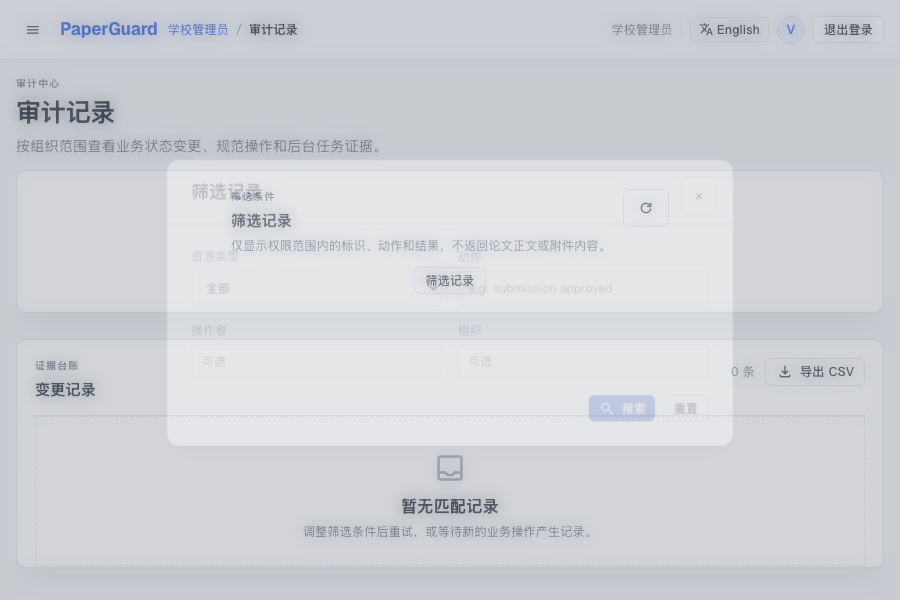 PaperGuard 学校管理员 / 审计记录 学校管理员 English V 退出登录
审计中心
审计记录
按组织范围查看业务状态变更、规范操作和后台任务证据。
筛选记录 ×
筛选条件
筛选记录
仅显示权限范围内的标识、动作和结果，不返回论文正文或附件内容。
资源类型 动作
筛选记录
全部 e.g. submission.approved
操作者 组织
可选 可选
证据台账
变更记录
0 条 导出 CSV
搜索 重置
暂无匹配记录
调整筛选条件后重试，或等待新的业务操作产生记录。